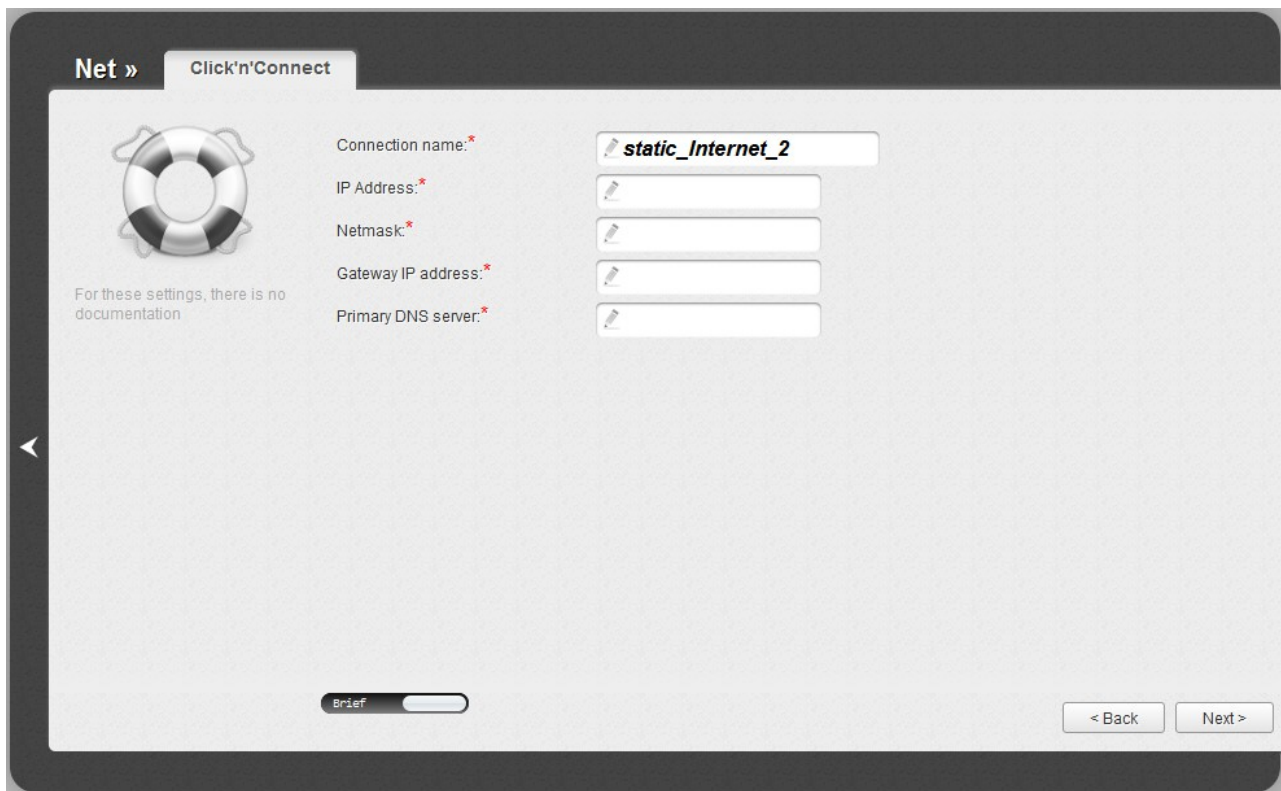 Net » Click'n'Connect
Connection name:* static_Internet_2
IP Address:*
Netmask:*
Gateway IP address:*
Primary DNS server:*
For these settings, there is no
documentation
Brief
< Back Next >